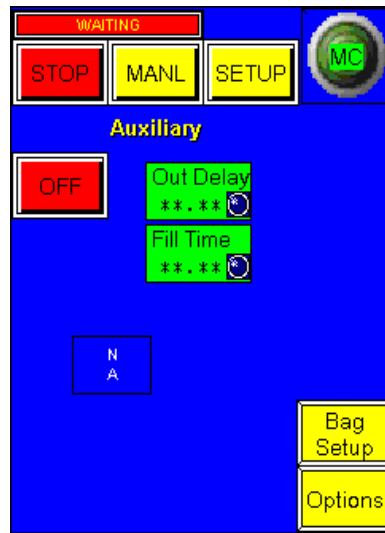 WAITING
STOP
MANL
SETUP
MC
Auxiliary
OFF
Out Delay
**.**
Fill Time
**.**
N
A
Bag
Setup
Options